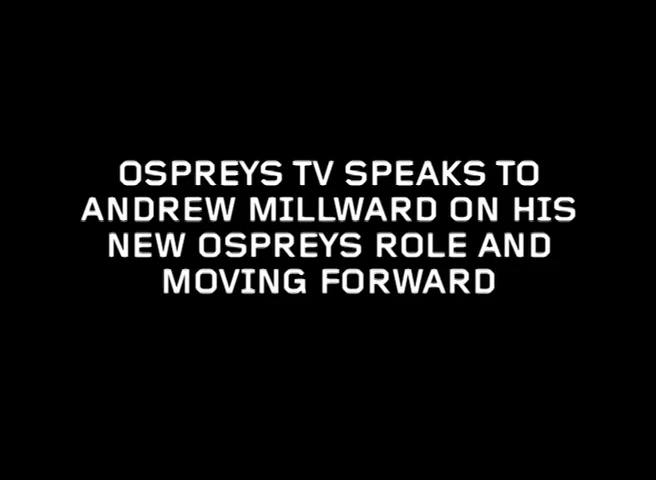 OSPREYS TV SPEAKS TO
ANDREW MILLWARD ON HIS
NEW OSPREYS ROLE AND
MOVING FORWARD